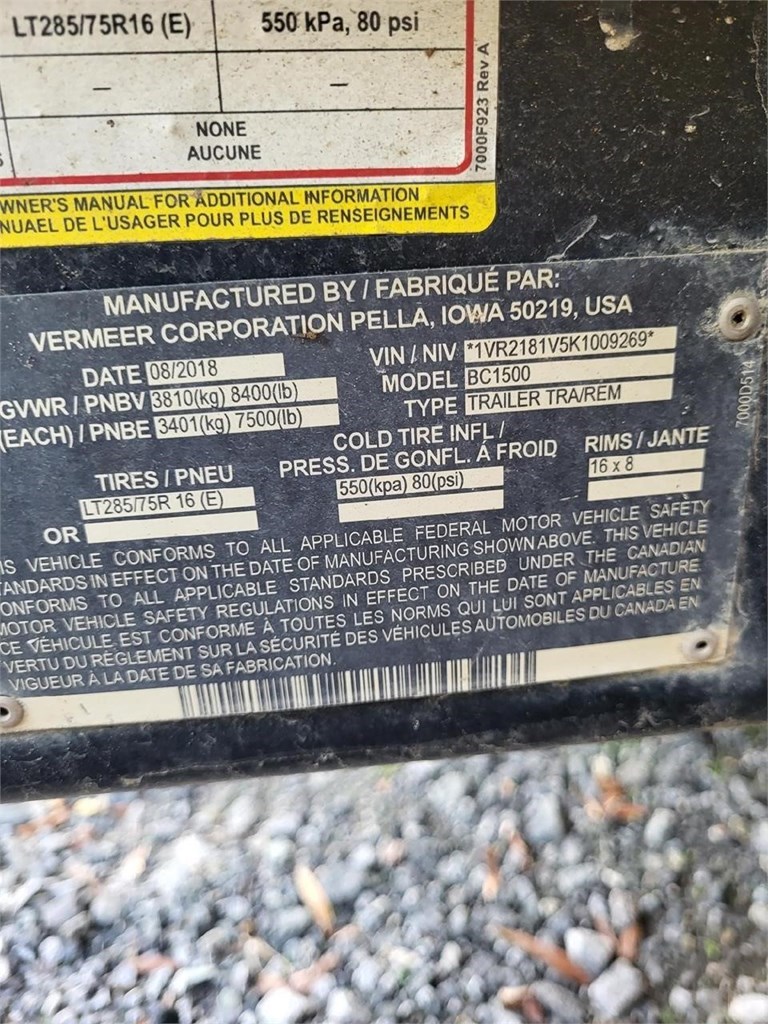 LT285/75R16 (E) 550 kPa, 80 psi
– –
NONE
AUCUNE
7000F923 Rev A
WNER'S MANUAL FOR ADDITIONAL INFORMATION
NUAEL DE L'USAGER POUR PLUS DE RENSEIGNEMENTS
MANUFACTURED BY / FABRIQUÉ PAR:
VERMEER CORPORATION PELLA, IOWA 50219, USA
DATE 08/2018 VIN / NIV *1VR2181V5K1009269*
GVWR / PNBV 3810(kg) 8400(lb) MODEL BC1500
(EACH) / PNBE 3401(kg) 7500(lb) TYPE TRAILER TRA/REM
7000D514
TIRES / PNEU COLD TIRE INFL / RIMS / JANTE
PRESS. DE GONFL. À FROID
LT285/75R 16 (E) 550(kpa) 80(psi) 16 x 8
OR
IS VEHICLE CONFORMS TO ALL APPLICABLE FEDERAL MOTOR VEHICLE SAFETY
TANDARDS IN EFFECT ON THE DATE OF MANUFACTURING SHOWN ABOVE. THIS VEHICLE
ONFORMS TO ALL APPLICABLE STANDARDS PRESCRIBED UNDER THE CANADIAN
MOTOR VEHICLE SAFETY REGULATIONS IN EFFECT ON THE DATE OF MANUFACTURE
CE VÉHICULE EST CONFORME À TOUTES LES NORMS QUI LUI SONT APPLICABLES EN
VERTU DU RÈGLEMENT SUR LA SÉCURITÉ DES VÉHICULES AUTOMOBILES DU CANADA EN
VIGUEUR À LA DATE DE SA FABRICATION.